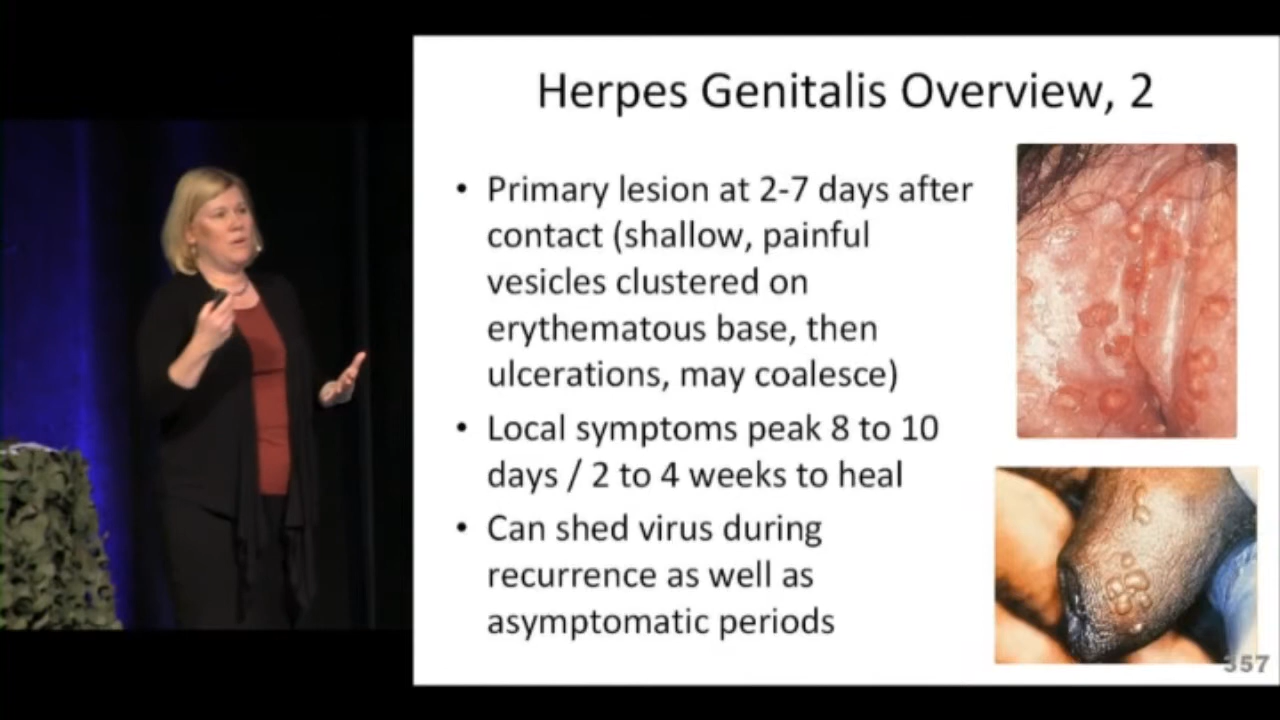 Herpes Genitalis Overview, 2
• Primary lesion at 2-7 days after
contact (shallow, painful
vesicles clustered on
erythematous base, then
ulcerations, may coalesce)
• Local symptoms peak 8 to 10
days / 2 to 4 weeks to heal
• Can shed virus during
recurrence as well as
asymptomatic periods
357